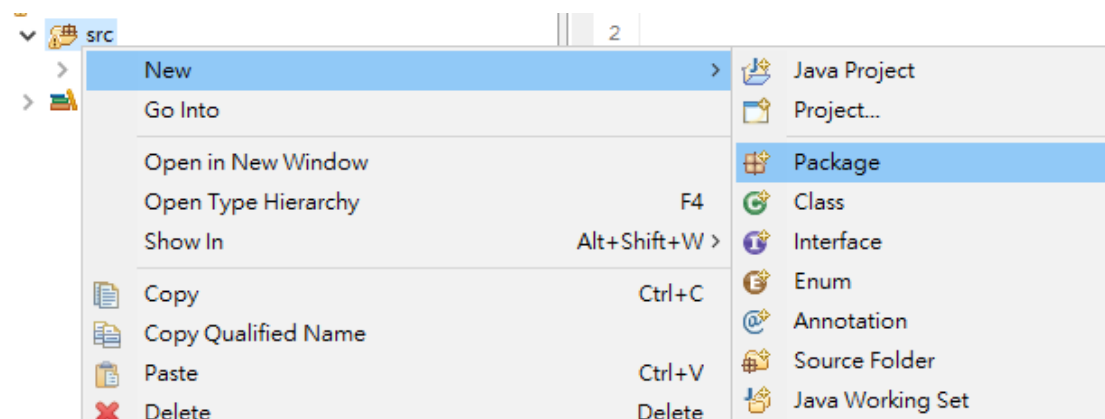 src
2
New
Go Into
Open in New Window
Open Type Hierarchy F4
Show In Alt+Shift+W
Copy Ctrl+C
Copy Qualified Name
Paste Ctrl+V
Delete Delete
Java Project
Project...
Package
Class
Interface
Enum
Annotation
Source Folder
Java Working Set